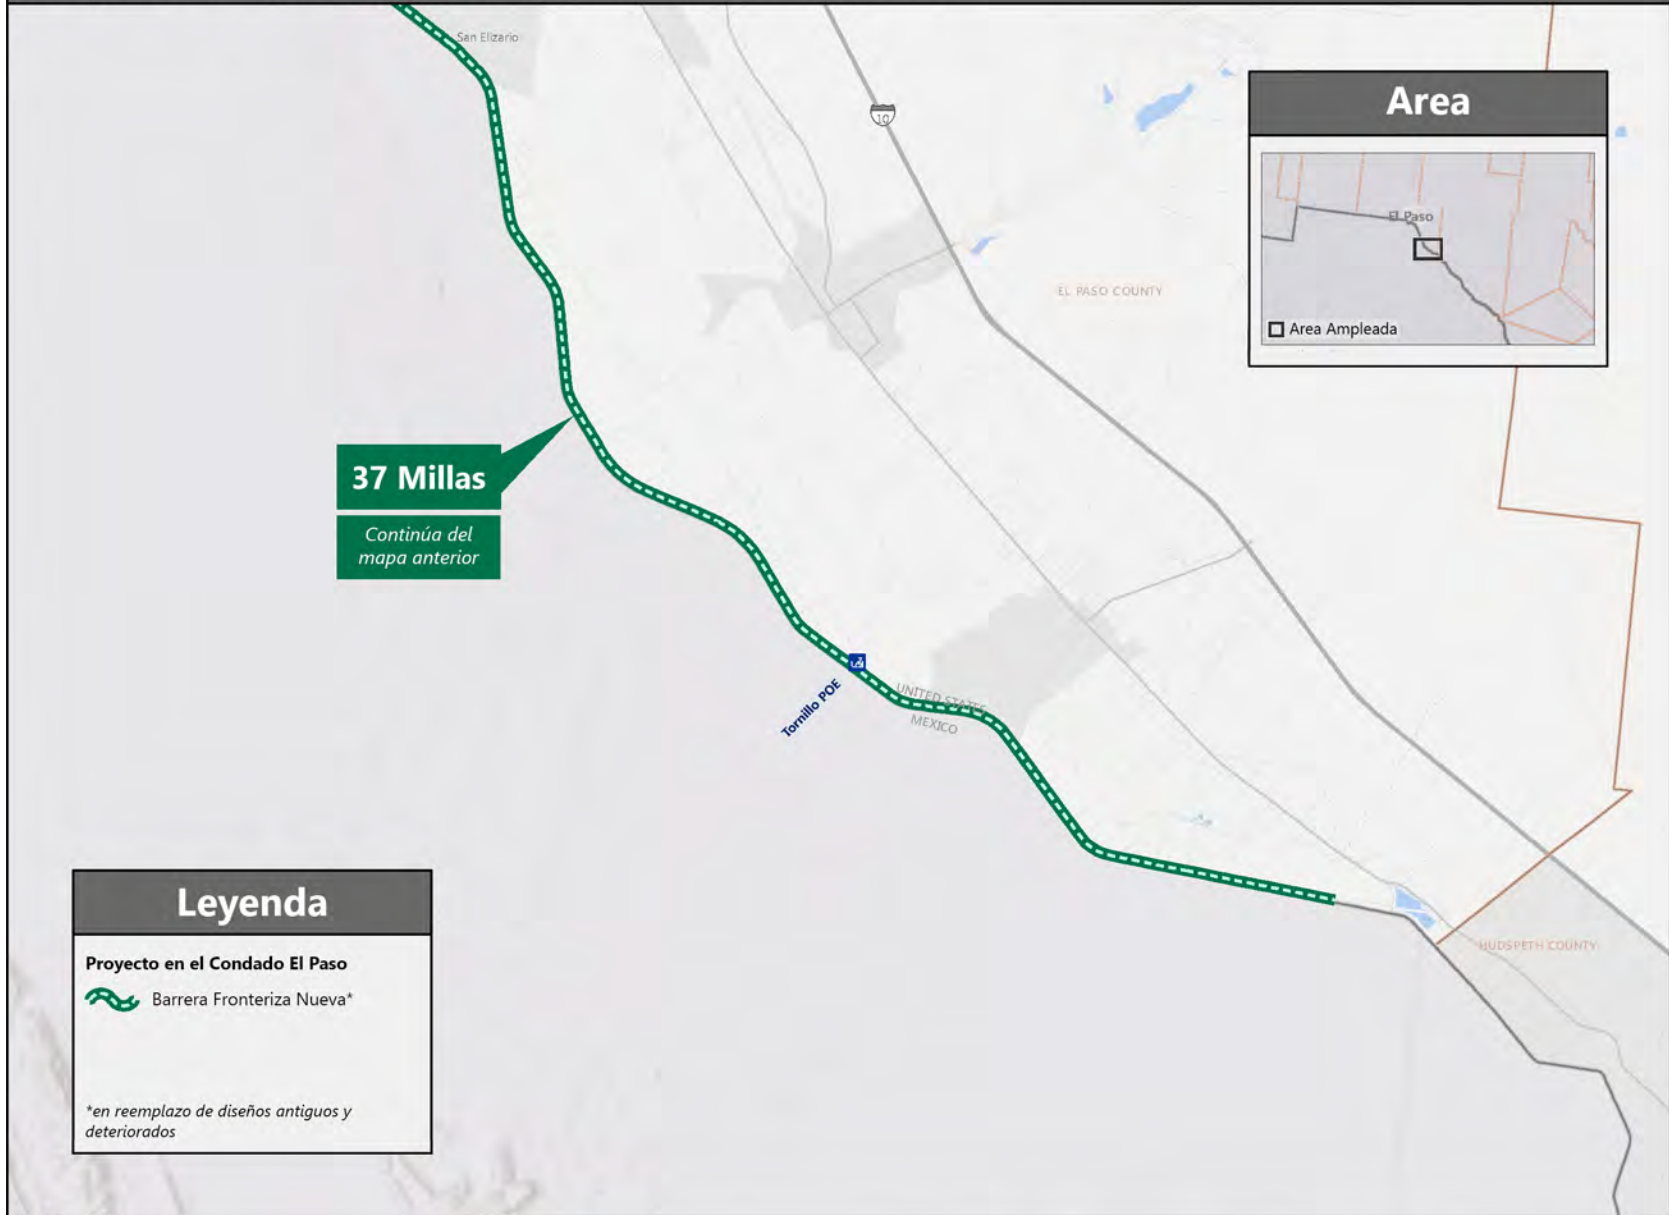 San Elizario
10
Area
El Paso
Area Ampleada
EL PASO COUNTY
37 Millas
Continúa del
mapa anterior
Tornillo POE
UNITED STATES
MEXICO
HUDSPETH COUNTY
Leyenda
Proyecto en el Condado El Paso
Barrera Fronteriza Nueva*
*en reemplazo de diseños antiguos y
deteriorados